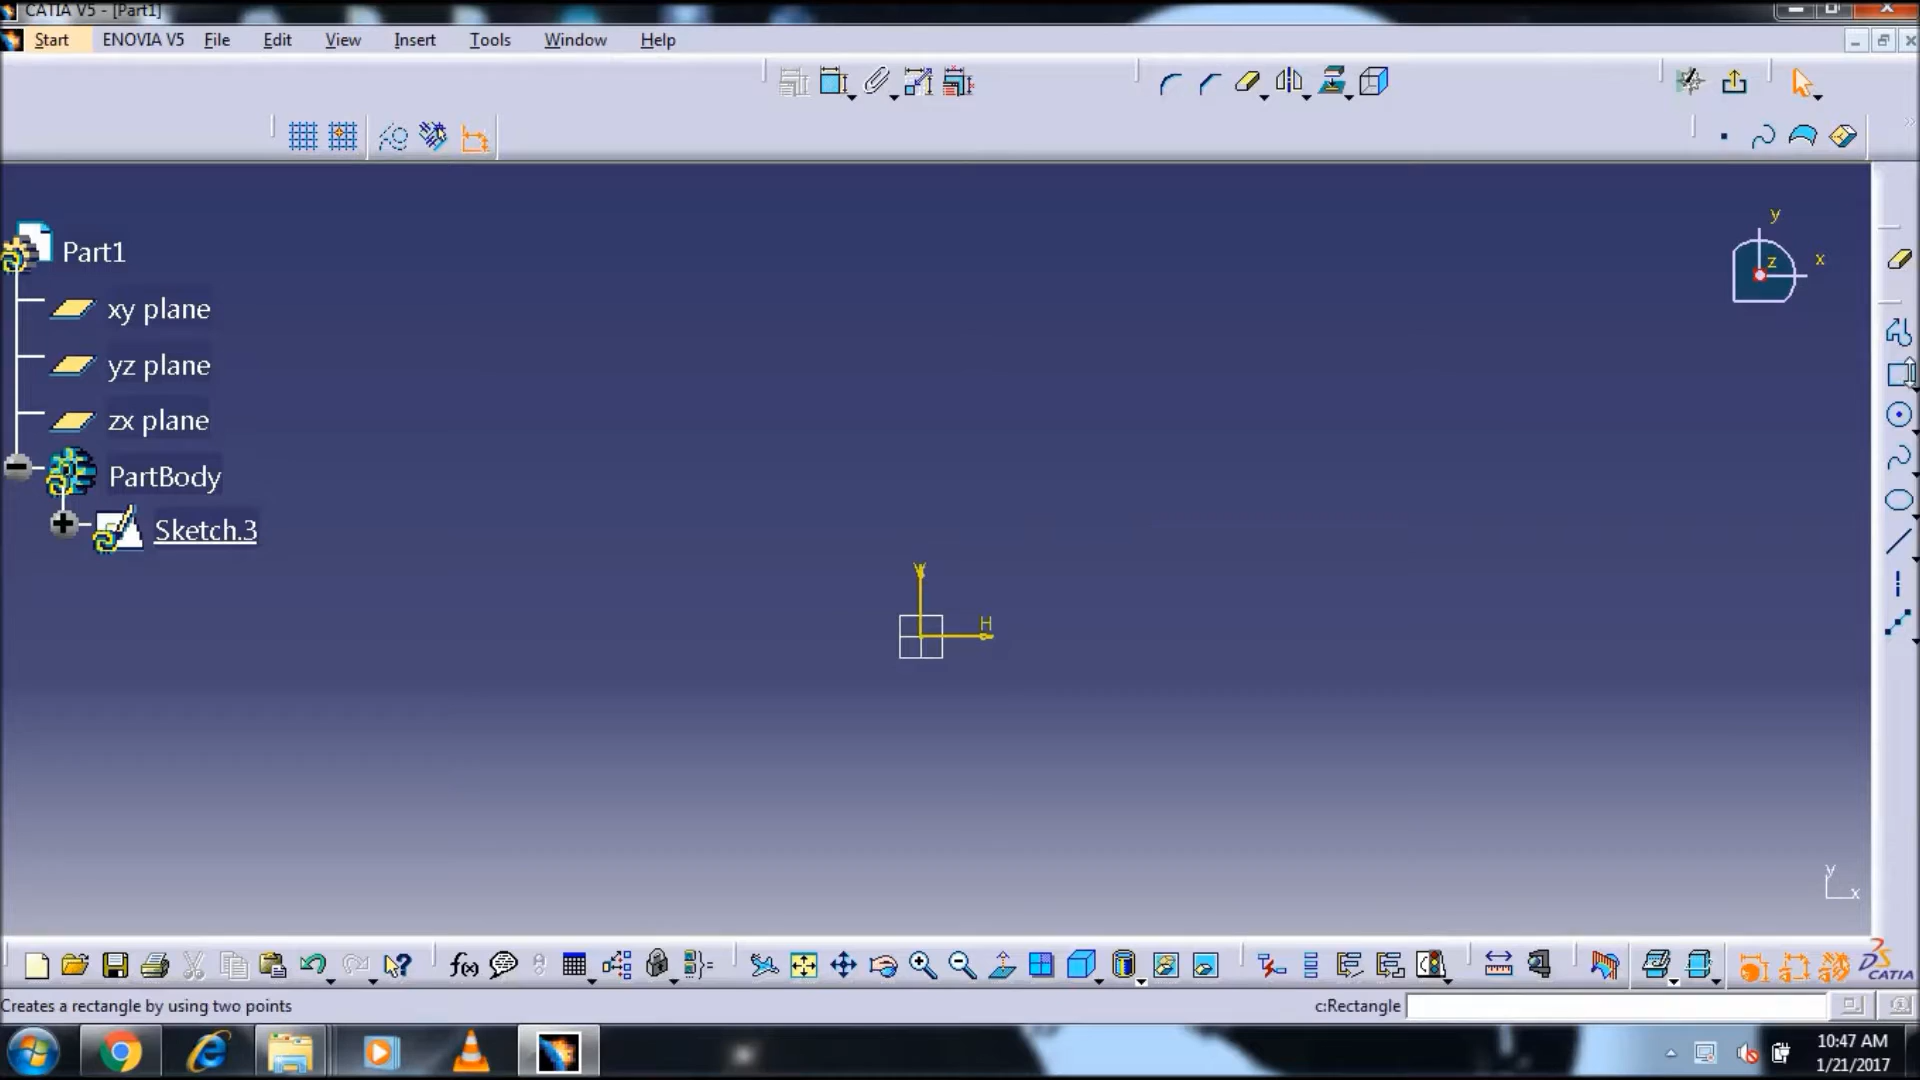 CATIA V5 - [Part1]
Start ENOVIA V5 File Edit View Insert Tools Window Help
Part1
xy plane
yz plane
zx plane
PartBody
Sketch.3
y
x
z
V
H
y
x
f(x)
CATIA
Creates a rectangle by using two points
c:Rectangle
10:47 AM
1/21/2017